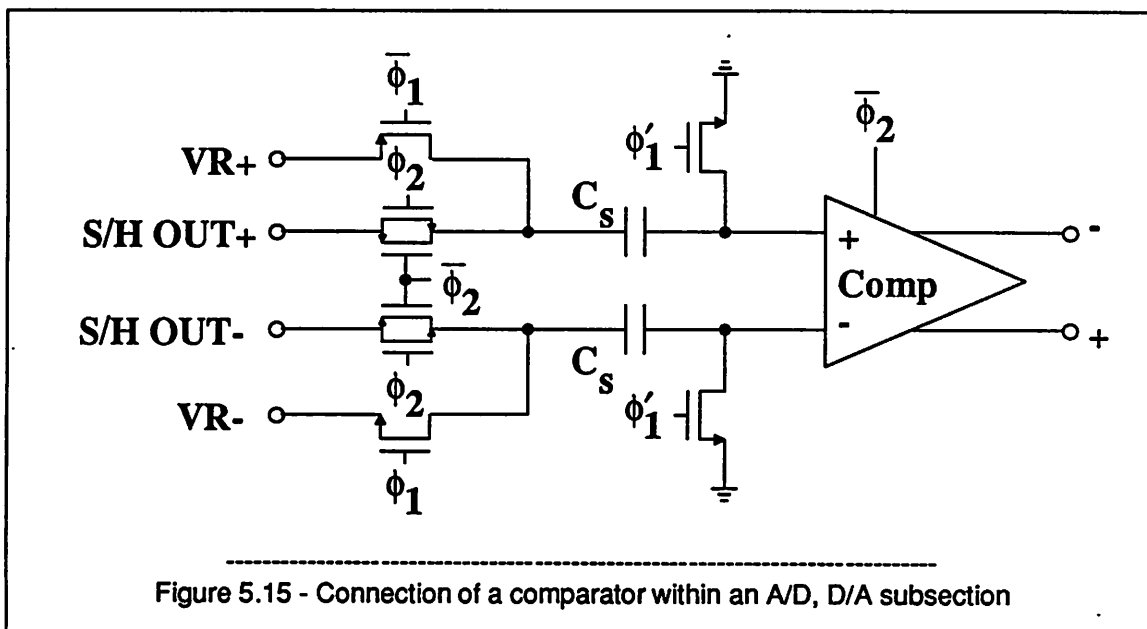 ϕ̅1
VR+
ϕ2
S/H OUT+
ϕ̅2
S/H OUT-
ϕ2
VR-
ϕ1
Cs
Cs
ϕ′1
ϕ′1
ϕ̅2
+
Comp
-
-
+
Figure 5.15 - Connection of a comparator within an A/D, D/A subsection